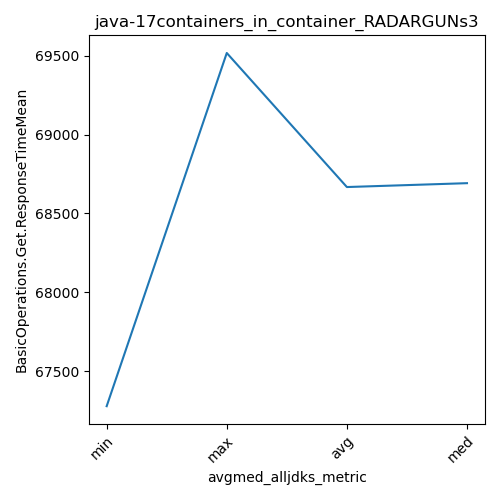 java-17containers_in_container_RADARGUNs3
BasicOperations.Get.ResponseTimeMean
69500
69000
68500
68000
67500
min
max
avg
med
avgmed_alljdks_metric